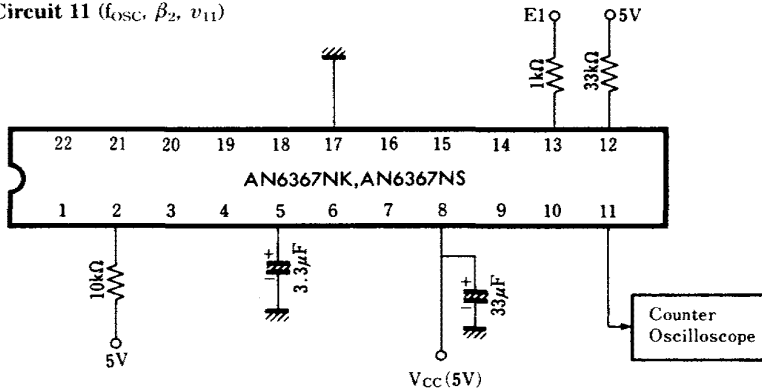 Circuit 11 (fOSC, β2, v11)
E1 5V
1kΩ 33kΩ
22 21 20 19 18 17 16 15 14 13 12
AN6367NK,AN6367NS
1 2 3 4 5 6 7 8 9 10 11
10kΩ + − 3.3μF + − 33μF
Counter
Oscilloscope
5V
VCC(5V)